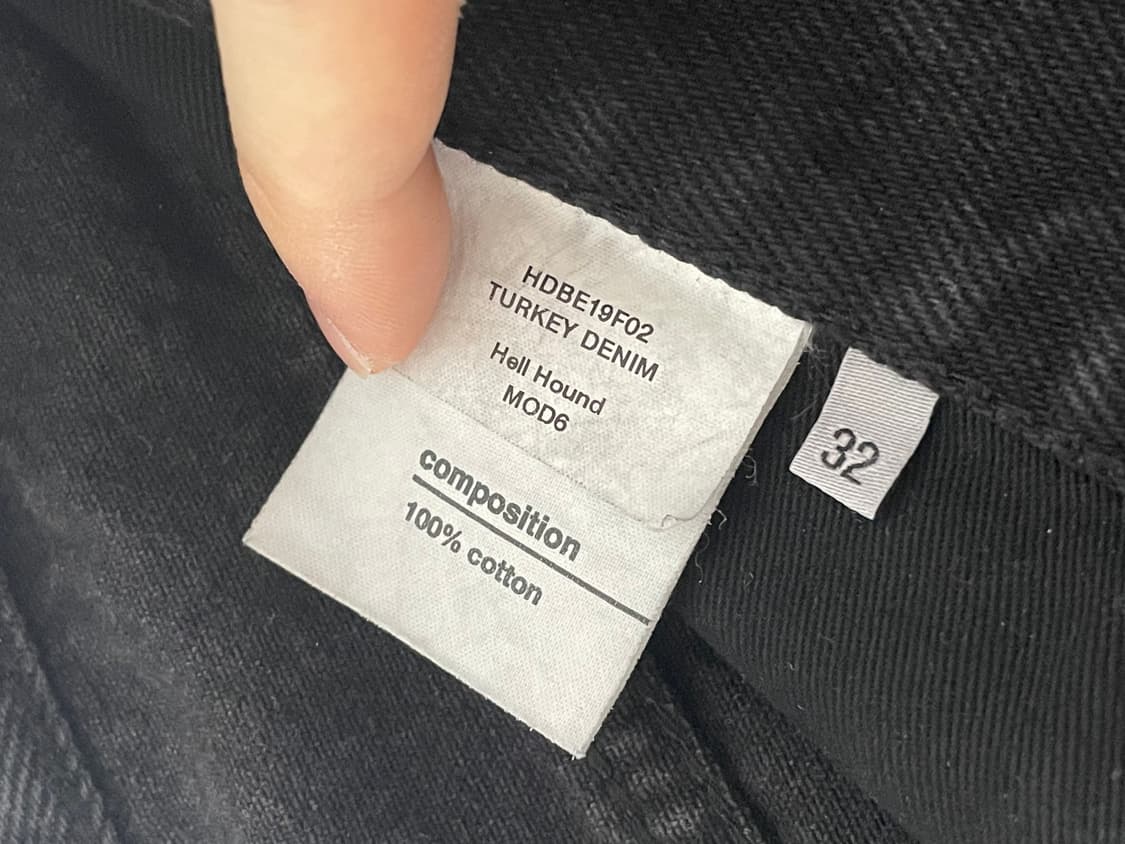 HDBE19F02
TURKEY DENIM
Hell Hound
MOD6
composition
100% cotton
32